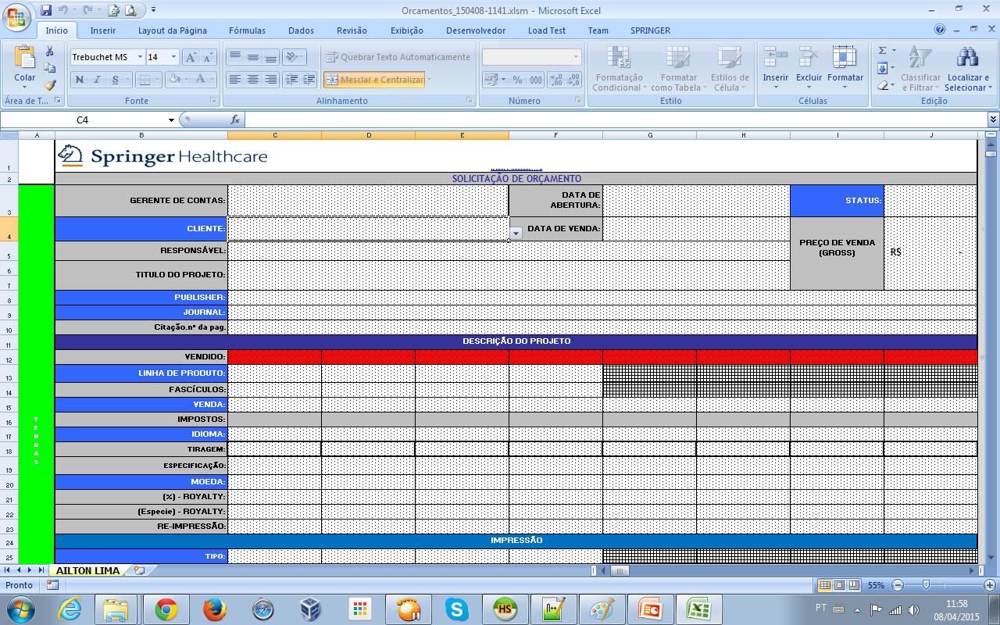 Orcamentos_150408-1141.xlsm - Microsoft Excel
Início Inserir Layout da Página Fórmulas Dados Revisão Exibição Desenvolvedor Load Test Team SPRINGER
Colar
Trebuchet MS 14
N I S
Quebrar Texto Automaticamente
Mesclar e Centralizar
% 000
Formatação Condicional
Formatar como Tabela
Estilos de Célula
Inserir Excluir Formatar
Classificar e Filtrar
Localizar e Selecionar
Área de T... Fonte Alinhamento Número Estilo Células Edição
C4 fx
A B C D E F G H I J
1 Springer Healthcare
2 SOLICITAÇÃO DE ORÇAMENTO
3 GERENTE DE CONTAS: DATA DE ABERTURA: STATUS:
4 CLIENTE: DATA DE VENDA:
PREÇO DE VENDA (GROSS) R$ -
5 RESPONSÁVEL:
6
TITULO DO PROJETO:
7
8 PUBLISHER:
9 JOURNAL:
10 Citação.nº da pag.
11 DESCRIÇÃO DO PROJETO
12 VENDIDO:
13 LINHA DE PRODUTO:
14 FASCÍCULOS:
15 VENDA:
16 IMPOSTOS:
17 IDIOMA:
18 TIRAGEM:
19 ESPECIFICAÇÃO:
20 MOEDA:
21 (%) - ROYALTY:
22 (Especie) - ROYALTY:
23 RE-IMPRESSÃO:
24 IMPRESSÃO
25 TIPO:
VENDAS
AILTON LIMA
Pronto 55%
PT 11:58
08/04/2015